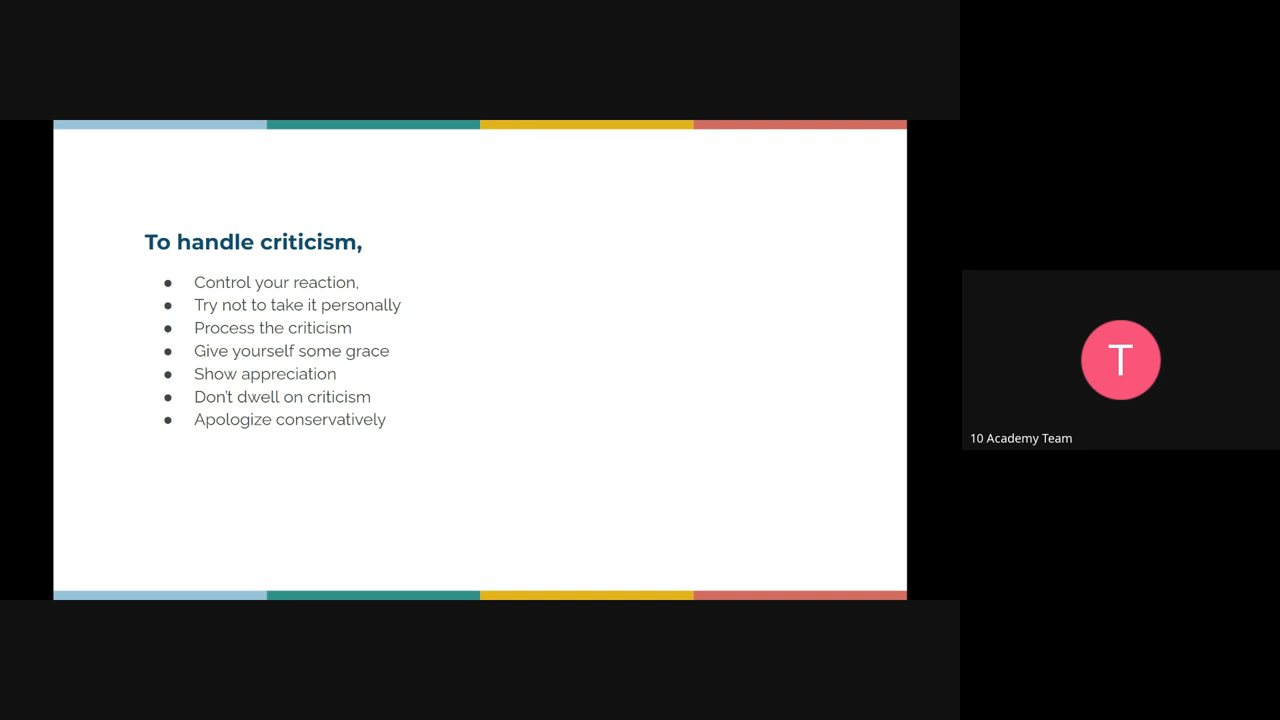 To handle criticism,
● Control your reaction,
● Try not to take it personally
● Process the criticism
● Give yourself some grace
● Show appreciation
● Don't dwell on criticism
● Apologize conservatively
T
10 Academy Team